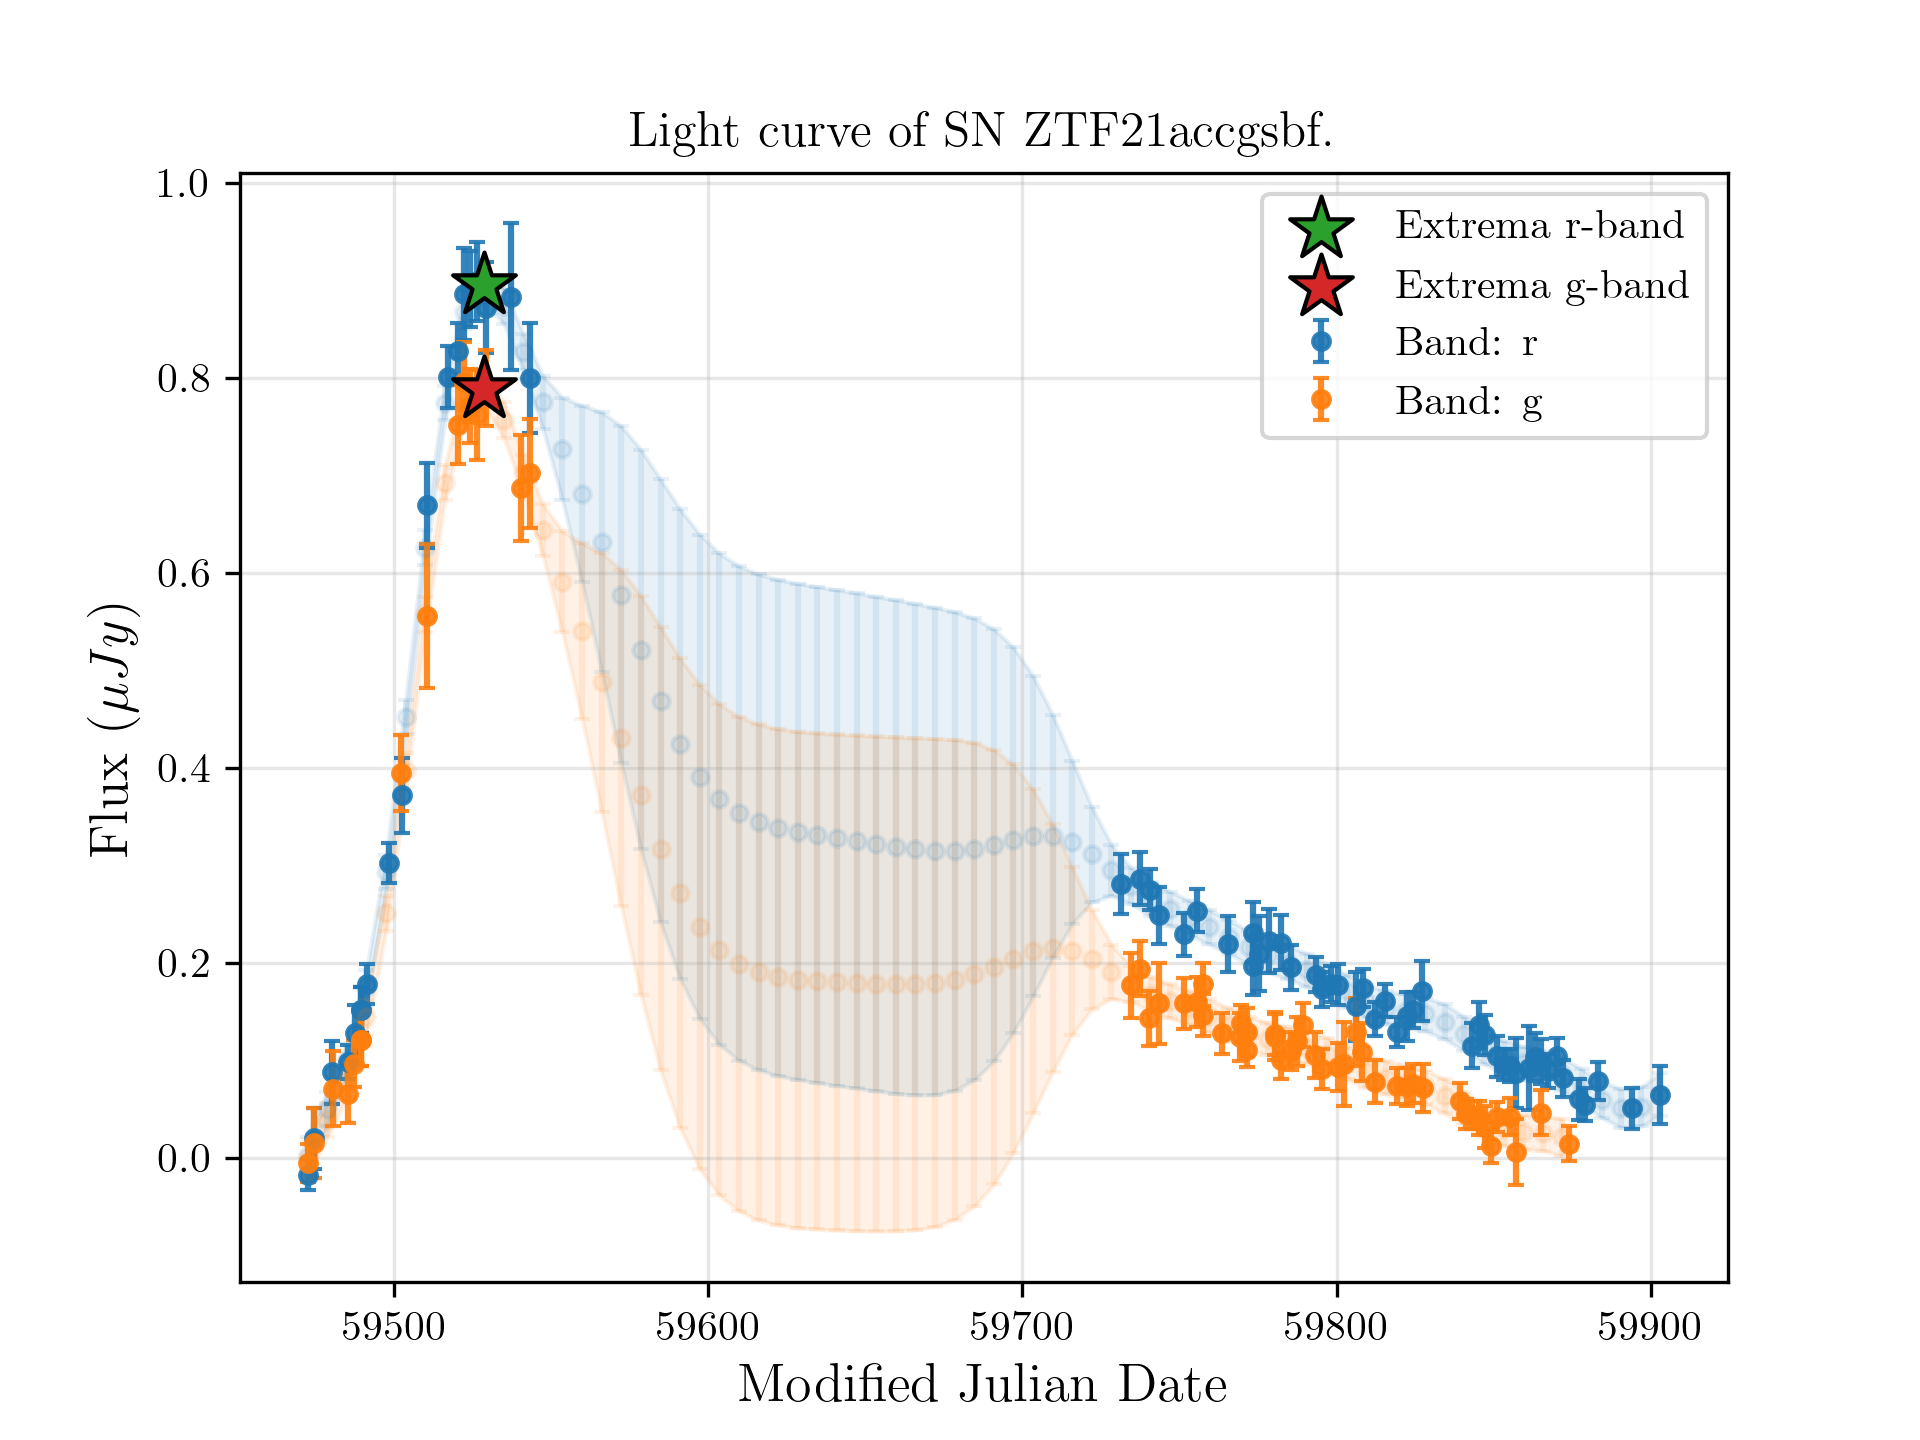 Light curve of SN ZTF21accgsbf.
Extrema r-band
Extrema g-band
Band: r
Band: g
1.0
0.8
0.6
0.4
0.2
0.0
Flux (μJy)
59500 59600 59700 59800 59900
Modified Julian Date